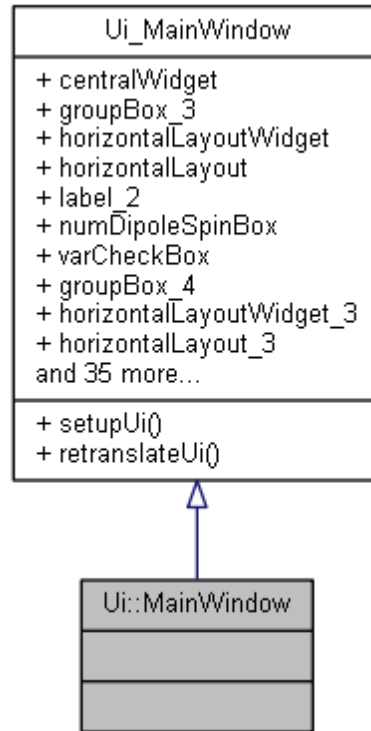 Ui_MainWindow
+ centralWidget
+ groupBox_3
+ horizontalLayoutWidget
+ horizontalLayout
+ label_2
+ numDipoleSpinBox
+ varCheckBox
+ groupBox_4
+ horizontalLayoutWidget_3
+ horizontalLayout_3
and 35 more...
+ setupUi()
+ retranslateUi()
Ui::MainWindow